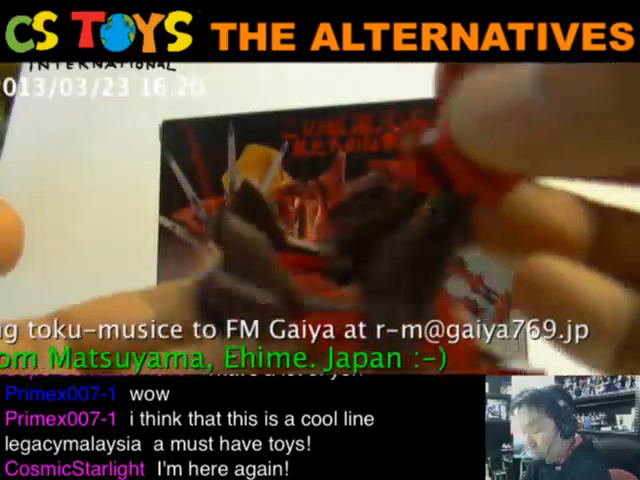 CS TOYS THE ALTERNATIVES
INTERNATIONAL
013/03/23 16.20
ng toku-musice to FM Gaiya at r-m@gaiya769.jp
om Matsuyama, Ehime. Japan :-)
Primex007-1 wow
Primex007-1 i think that this is a cool line
legacymalaysia a must have toys!
CosmicStarlight I'm here again!